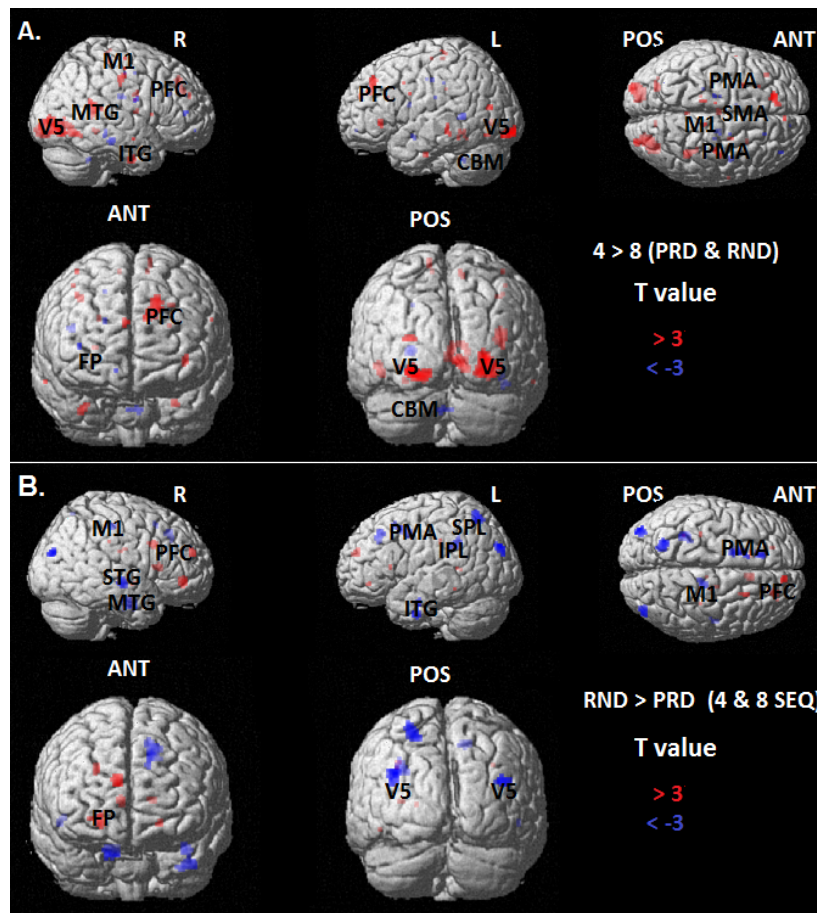 A.
R
L
POS
ANT
M1
PFC
MTG
V5
ITG
PFC
V5
CBM
PMA
SMA
M1
PMA
ANT
POS
PFC
FP
V5
V5
CBM
4 > 8 (PRD & RND)
T value
> 3
< -3
B.
R
L
POS
ANT
M1
PFC
STG
MTG
PMA
SPL
IPL
ITG
PMA
M1
PFC
ANT
POS
FP
V5
V5
RND > PRD (4 & 8 SEQ)
T value
> 3
< -3